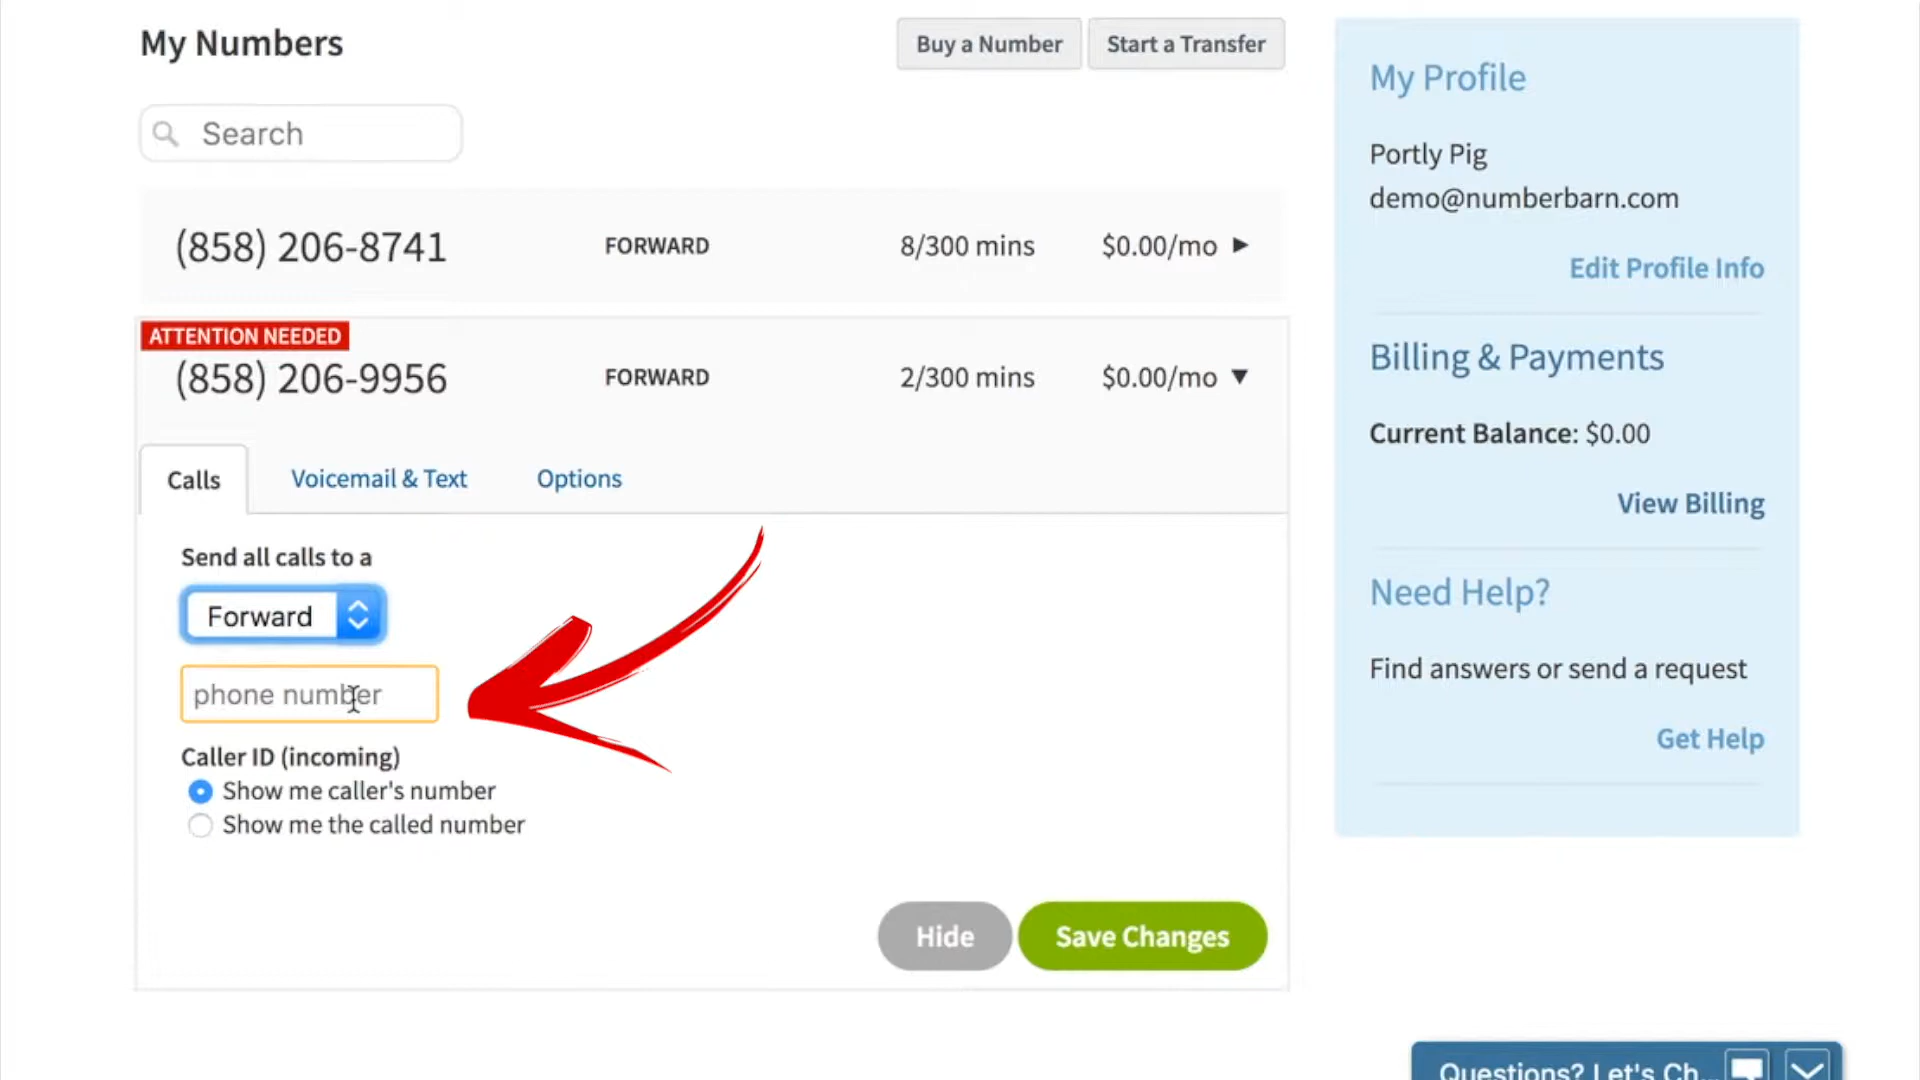 My Numbers
Buy a Number
Start a Transfer
Search
(858) 206-8741 FORWARD 8/300 mins $0.00/mo
ATTENTION NEEDED
(858) 206-9956 FORWARD 2/300 mins $0.00/mo
Calls Voicemail & Text Options
Send all calls to a
Forward
phone number
Caller ID (incoming)
Show me caller's number
Show me the called number
Hide
Save Changes
My Profile
Portly Pig
demo@numberbarn.com
Edit Profile Info
Billing & Payments
Current Balance: $0.00
View Billing
Need Help?
Find answers or send a request
Get Help
Questions? Let's Ch...